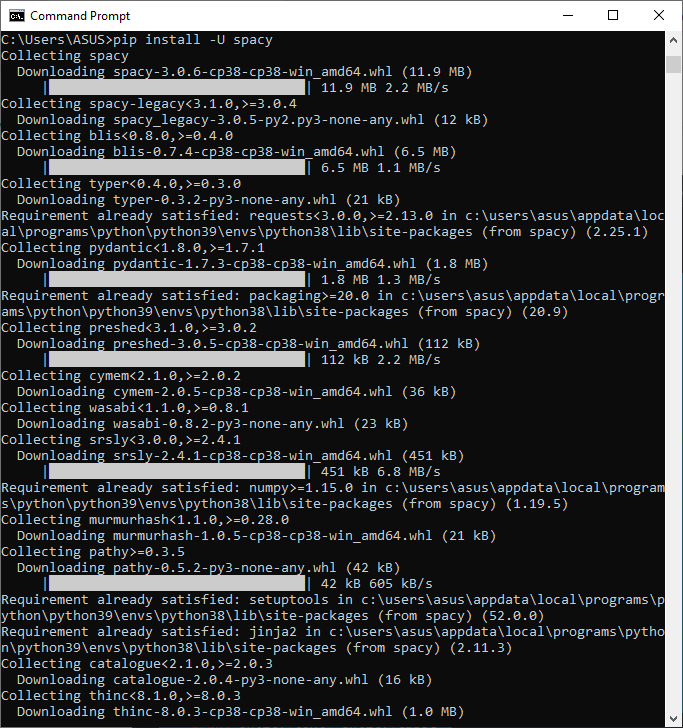 Command Prompt
C:\Users\ASUS>pip install -U spacy
Collecting spacy
  Downloading spacy-3.0.6-cp38-cp38-win_amd64.whl (11.9 MB)
     |████████████████████████████████| 11.9 MB 2.2 MB/s
Collecting spacy-legacy<3.1.0,>=3.0.4
  Downloading spacy_legacy-3.0.5-py2.py3-none-any.whl (12 kB)
Collecting blis<0.8.0,>=0.4.0
  Downloading blis-0.7.4-cp38-cp38-win_amd64.whl (6.5 MB)
     |████████████████████████████████| 6.5 MB 1.1 MB/s
Collecting typer<0.4.0,>=0.3.0
  Downloading typer-0.3.2-py3-none-any.whl (21 kB)
Requirement already satisfied: requests<3.0.0,>=2.13.0 in c:\users\asus\appdata\loc
al\programs\python\python39\envs\python38\lib\site-packages (from spacy) (2.25.1)
Collecting pydantic<1.8.0,>=1.7.1
  Downloading pydantic-1.7.3-cp38-cp38-win_amd64.whl (1.8 MB)
     |████████████████████████████████| 1.8 MB 1.3 MB/s
Requirement already satisfied: packaging>=20.0 in c:\users\asus\appdata\local\progr
ams\python\python39\envs\python38\lib\site-packages (from spacy) (20.9)
Collecting preshed<3.1.0,>=3.0.2
  Downloading preshed-3.0.5-cp38-cp38-win_amd64.whl (112 kB)
     |████████████████████████████████| 112 kB 2.2 MB/s
Collecting cymem<2.1.0,>=2.0.2
  Downloading cymem-2.0.5-cp38-cp38-win_amd64.whl (36 kB)
Collecting wasabi<1.1.0,>=0.8.1
  Downloading wasabi-0.8.2-py3-none-any.whl (23 kB)
Collecting srsly<3.0.0,>=2.4.1
  Downloading srsly-2.4.1-cp38-cp38-win_amd64.whl (451 kB)
     |████████████████████████████████| 451 kB 6.8 MB/s
Requirement already satisfied: numpy>=1.15.0 in c:\users\asus\appdata\local\program
s\python\python39\envs\python38\lib\site-packages (from spacy) (1.19.5)
Collecting murmurhash<1.1.0,>=0.28.0
  Downloading murmurhash-1.0.5-cp38-cp38-win_amd64.whl (21 kB)
Collecting pathy>=0.3.5
  Downloading pathy-0.5.2-py3-none-any.whl (42 kB)
     |████████████████████████████████| 42 kB 605 kB/s
Requirement already satisfied: setuptools in c:\users\asus\appdata\local\programs\p
ython\python39\envs\python38\lib\site-packages (from spacy) (52.0.0)
Requirement already satisfied: jinja2 in c:\users\asus\appdata\local\programs\pytho
n\python39\envs\python38\lib\site-packages (from spacy) (2.11.3)
Collecting catalogue<2.1.0,>=2.0.3
  Downloading catalogue-2.0.4-py3-none-any.whl (16 kB)
Collecting thinc<8.1.0,>=8.0.3
  Downloading thinc-8.0.3-cp38-cp38-win_amd64.whl (1.0 MB)